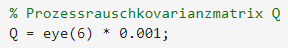 % Prozessrauschkovarianzmatrix Q
Q = eye(6) * 0.001;